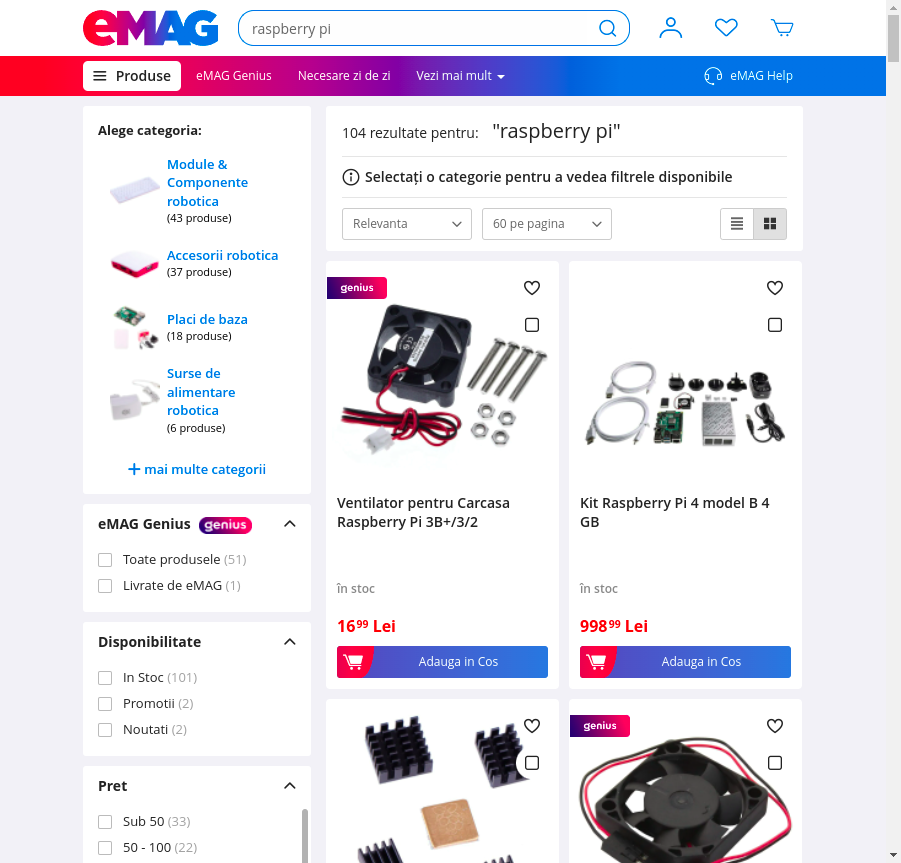 eMAG
raspberry pi
Produse
eMAG Genius
Necesare zi de zi
Vezi mai mult
eMAG Help
Alege categoria:
Module &
Componente
robotica
(43 produse)
Accesorii robotica
(37 produse)
Placi de baza
(18 produse)
Surse de
alimentare
robotica
(6 produse)
mai multe categorii
eMAG Genius genius
Toate produsele (51)
Livrate de eMAG (1)
Disponibilitate
In Stoc (101)
Promotii (2)
Noutati (2)
Pret
Sub 50 (33)
50 - 100 (22)
104 rezultate pentru: "raspberry pi"
Selectați o categorie pentru a vedea filtrele disponibile
Relevanta
60 pe pagina
genius
Ventilator pentru Carcasa
Raspberry Pi 3B+/3/2
în stoc
16⁹⁹ Lei
Adauga in Cos
Kit Raspberry Pi 4 model B 4
GB
în stoc
998⁹⁹ Lei
Adauga in Cos
genius